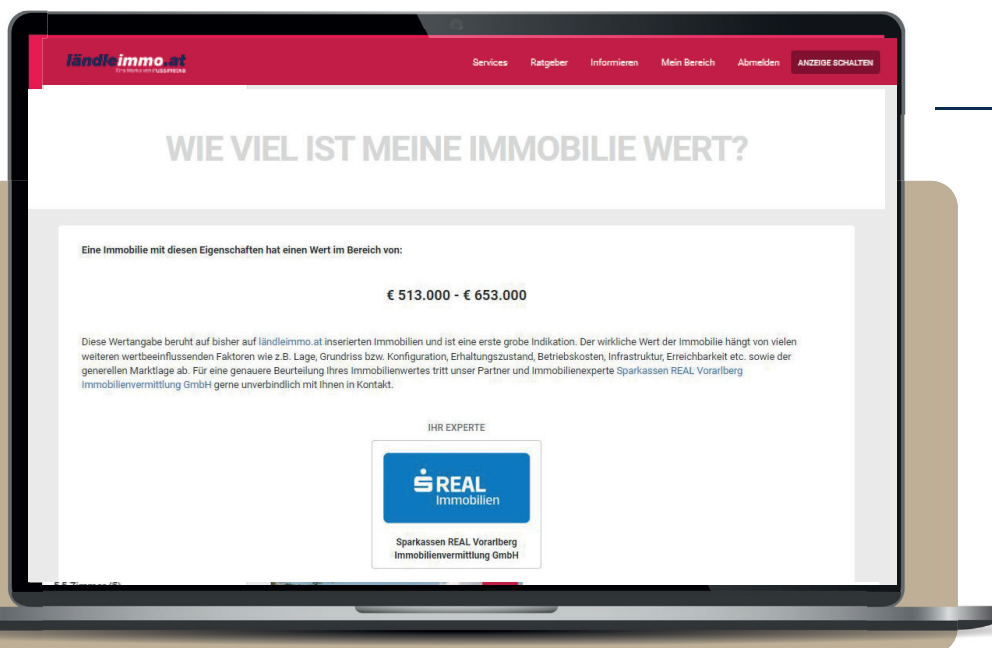 ländleimmo.at
Eine Marke von russmedia
Services Ratgeber Informieren Mein Bereich Abmelden ANZEIGE SCHALTEN
WIE VIEL IST MEINE IMMOBILIE WERT?
Eine Immobilie mit diesen Eigenschaften hat einen Wert im Bereich von:
€ 513.000 - € 653.000
Diese Wertangabe beruht auf bisher auf ländleimmo.at inserierten Immobilien und ist eine erste grobe Indikation. Der wirkliche Wert der Immobilie hängt von vielen
weiteren wertbeeinflussenden Faktoren wie z.B. Lage, Grundriss bzw. Konfiguration, Erhaltungszustand, Betriebskosten, Infrastruktur, Erreichbarkeit etc. sowie der
generellen Marktlage ab. Für eine genauere Beurteilung Ihres Immobilienwertes tritt unser Partner und Immobilienexperte Sparkassen REAL Vorarlberg
Immobilienvermittlung GmbH gerne unverbindlich mit Ihnen in Kontakt.
IHR EXPERTE
REAL
Immobilien
Sparkassen REAL Vorarlberg
Immobilienvermittlung GmbH